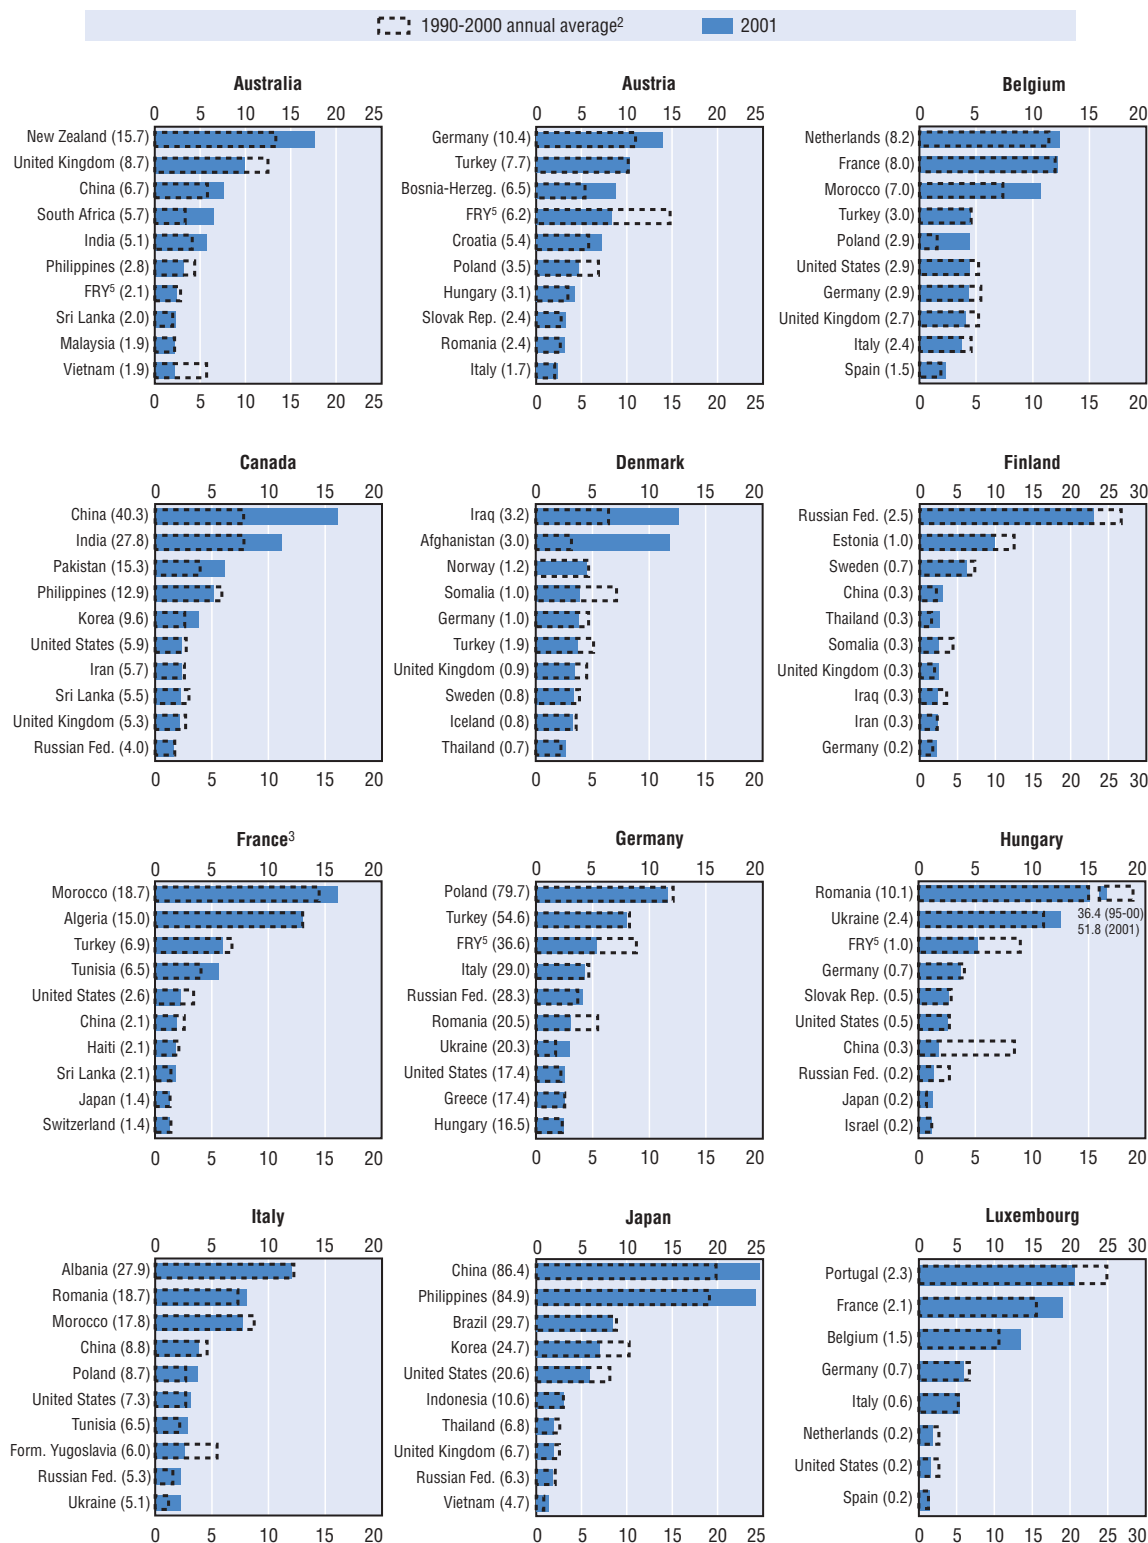 1990-2000 annual average2 2001
Australia
0 5 10 15 20 25
New Zealand (15.7)
United Kingdom (8.7)
China (6.7)
South Africa (5.7)
India (5.1)
Philippines (2.8)
FRY5 (2.1)
Sri Lanka (2.0)
Malaysia (1.9)
Vietnam (1.9)
0 5 10 15 20 25
Austria
0 5 10 15 20 25
Germany (10.4)
Turkey (7.7)
Bosnia-Herzeg. (6.5)
FRY5 (6.2)
Croatia (5.4)
Poland (3.5)
Hungary (3.1)
Slovak Rep. (2.4)
Romania (2.4)
Italy (1.7)
0 5 10 15 20 25
Belgium
0 5 10 15 20
Netherlands (8.2)
France (8.0)
Morocco (7.0)
Turkey (3.0)
Poland (2.9)
United States (2.9)
Germany (2.9)
United Kingdom (2.7)
Italy (2.4)
Spain (1.5)
0 5 10 15 20
Canada
0 5 10 15 20
China (40.3)
India (27.8)
Pakistan (15.3)
Philippines (12.9)
Korea (9.6)
United States (5.9)
Iran (5.7)
Sri Lanka (5.5)
United Kingdom (5.3)
Russian Fed. (4.0)
0 5 10 15 20
Denmark
0 5 10 15 20
Iraq (3.2)
Afghanistan (3.0)
Norway (1.2)
Somalia (1.0)
Germany (1.0)
Turkey (1.9)
United Kingdom (0.9)
Sweden (0.8)
Iceland (0.8)
Thailand (0.7)
0 5 10 15 20
Finland
0 5 10 15 20 25 30
Russian Fed. (2.5)
Estonia (1.0)
Sweden (0.7)
China (0.3)
Thailand (0.3)
Somalia (0.3)
United Kingdom (0.3)
Iraq (0.3)
Iran (0.3)
Germany (0.2)
0 5 10 15 20 25 30
France3
0 5 10 15 20
Morocco (18.7)
Algeria (15.0)
Turkey (6.9)
Tunisia (6.5)
United States (2.6)
China (2.1)
Haiti (2.1)
Sri Lanka (2.1)
Japan (1.4)
Switzerland (1.4)
0 5 10 15 20
Germany
0 5 10 15 20
Poland (79.7)
Turkey (54.6)
FRY5 (36.6)
Italy (29.0)
Russian Fed. (28.3)
Romania (20.5)
Ukraine (20.3)
United States (17.4)
Greece (17.4)
Hungary (16.5)
0 5 10 15 20
Hungary
0 5 10 15 20
Romania (10.1)
36.4 (95-00)
Ukraine (2.4)
51.8 (2001)
FRY5 (1.0)
Germany (0.7)
Slovak Rep. (0.5)
United States (0.5)
China (0.3)
Russian Fed. (0.2)
Japan (0.2)
Israel (0.2)
0 5 10 15 20
Italy
0 5 10 15 20
Albania (27.9)
Romania (18.7)
Morocco (17.8)
China (8.8)
Poland (8.7)
United States (7.3)
Tunisia (6.5)
Form. Yugoslavia (6.0)
Russian Fed. (5.3)
Ukraine (5.1)
0 5 10 15 20
Japan
0 5 10 15 20 25
China (86.4)
Philippines (84.9)
Brazil (29.7)
Korea (24.7)
United States (20.6)
Indonesia (10.6)
Thailand (6.8)
United Kingdom (6.7)
Russian Fed. (6.3)
Vietnam (4.7)
0 5 10 15 20 25
Luxembourg
0 5 10 15 20 25 30
Portugal (2.3)
France (2.1)
Belgium (1.5)
Germany (0.7)
Italy (0.6)
Netherlands (0.2)
United States (0.2)
Spain (0.2)
0 5 10 15 20 25 30